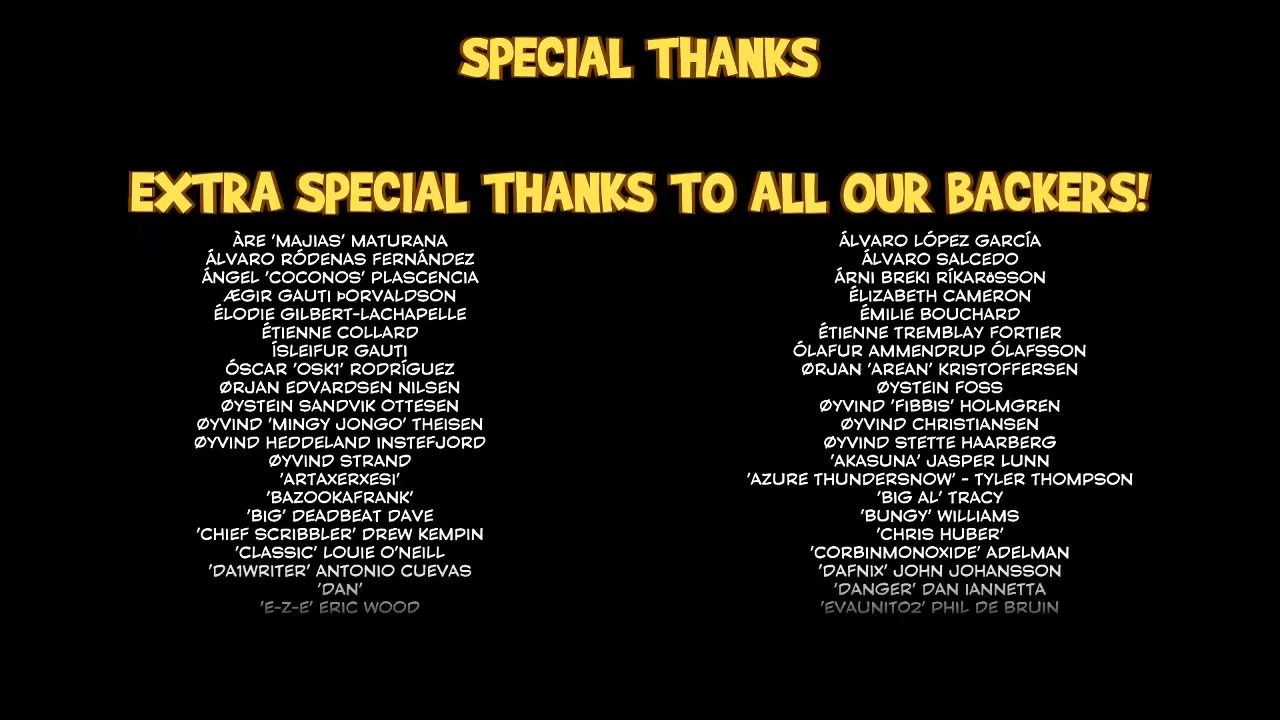 SPECIAL THANKS
EXTRA SPECIAL THANKS TO ALL OUR BACKERS!
ÀRE 'MAJIAS' MATURANA
ÁLVARO RÓDENAS FERNÁNDEZ
ÁNGEL 'COCONOS' PLASCENCIA
ÆGIR GAUTI ÞORVALDSON
ÉLODIE GILBERT-LACHAPELLE
ÉTIENNE COLLARD
ÍSLEIFUR GAUTI
ÓSCAR 'OSK1' RODRÍGUEZ
ØRJAN EDVARDSEN NILSEN
ØYSTEIN SANDVIK OTTESEN
ØYVIND 'MINGY JONGO' THEISEN
ØYVIND HEDDELAND INSTEFJORD
ØYVIND STRAND
'ARTAXERXESI'
'BAZOOKAFRANK'
'BIG' DEADBEAT DAVE
'CHIEF SCRIBBLER' DREW KEMPIN
'CLASSIC' LOUIE O'NEILL
'DA1WRITER' ANTONIO CUEVAS
'DAN'
'E-Z-E' ERIC WOOD
ÁLVARO LÓPEZ GARCÍA
ÁLVARO SALCEDO
ÁRNI BREKI RÍKARðSSON
ÉLIZABETH CAMERON
ÉMILIE BOUCHARD
ÉTIENNE TREMBLAY FORTIER
ÓLAFUR AMMENDRUP ÓLAFSSON
ØRJAN 'AREAN' KRISTOFFERSEN
ØYSTEIN FOSS
ØYVIND 'FIBBIS' HOLMGREN
ØYVIND CHRISTIANSEN
ØYVIND STETTE HAARBERG
'AKASUNA' JASPER LUNN
'AZURE THUNDERSNOW' - TYLER THOMPSON
'BIG AL' TRACY
'BUNGY' WILLIAMS
'CHRIS HUBER'
'CORBINMONOXIDE' ADELMAN
'DAFNIX' JOHN JOHANSSON
'DANGER' DAN IANNETTA
'EVAUNIT02' PHIL DE BRUIN